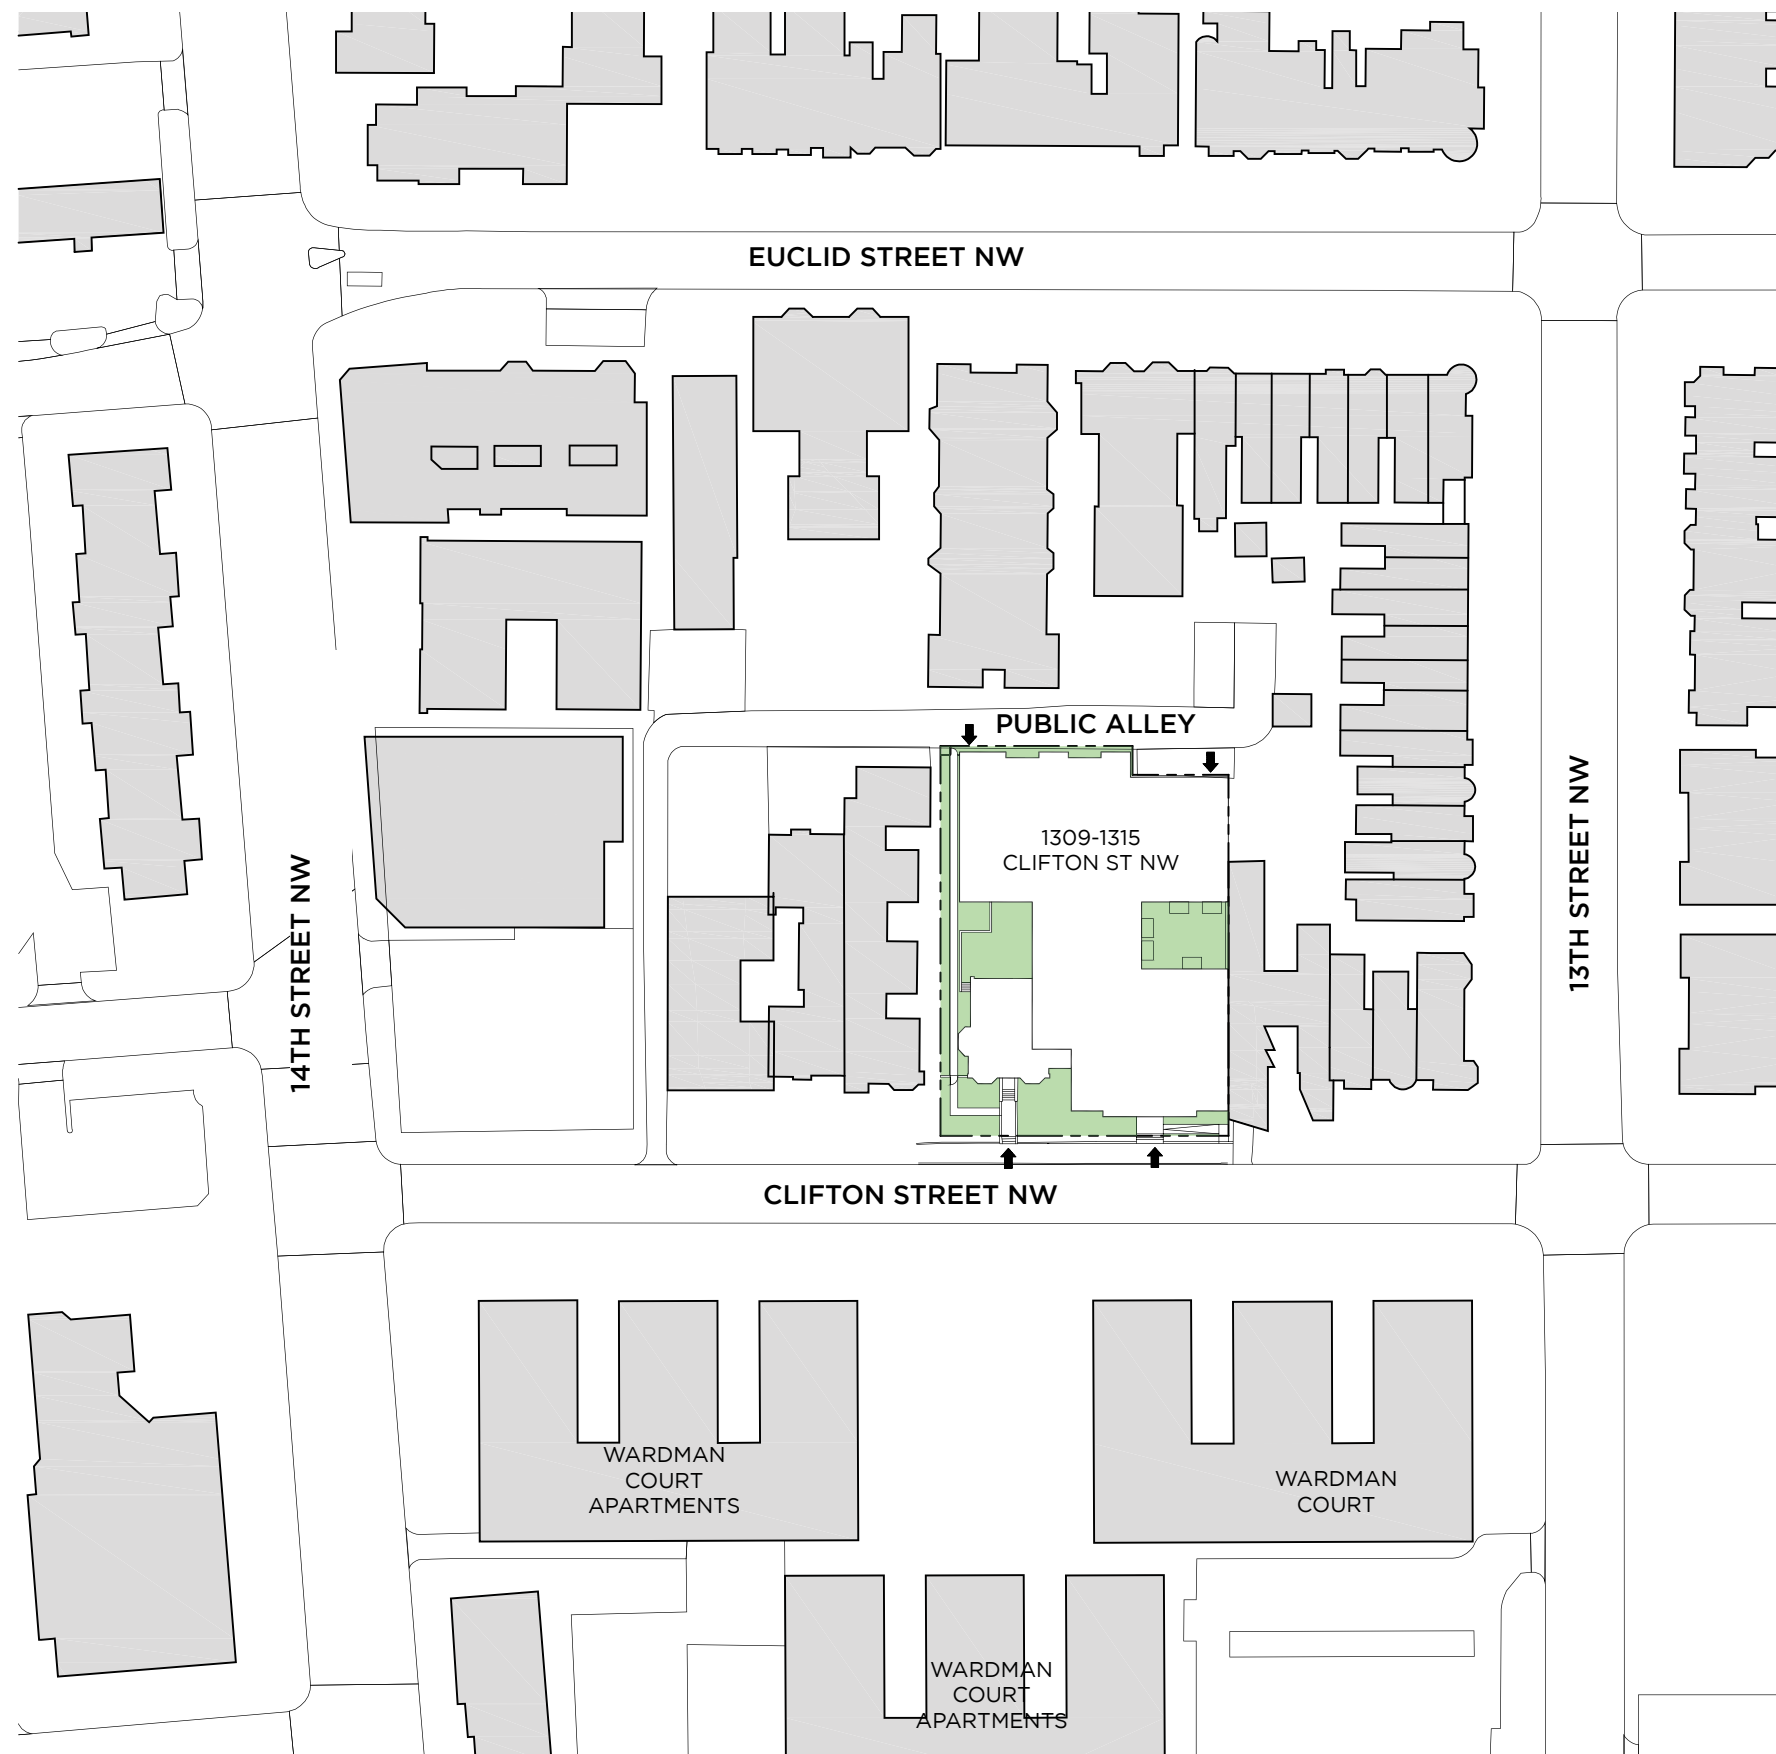 EUCLID STREET NW
PUBLIC ALLEY
1309-1315
CLIFTON ST NW
14TH STREET NW
13TH STREET NW
CLIFTON STREET NW
WARDMAN
COURT
APARTMENTS
WARDMAN
COURT
WARDMAN
COURT
APARTMENTS